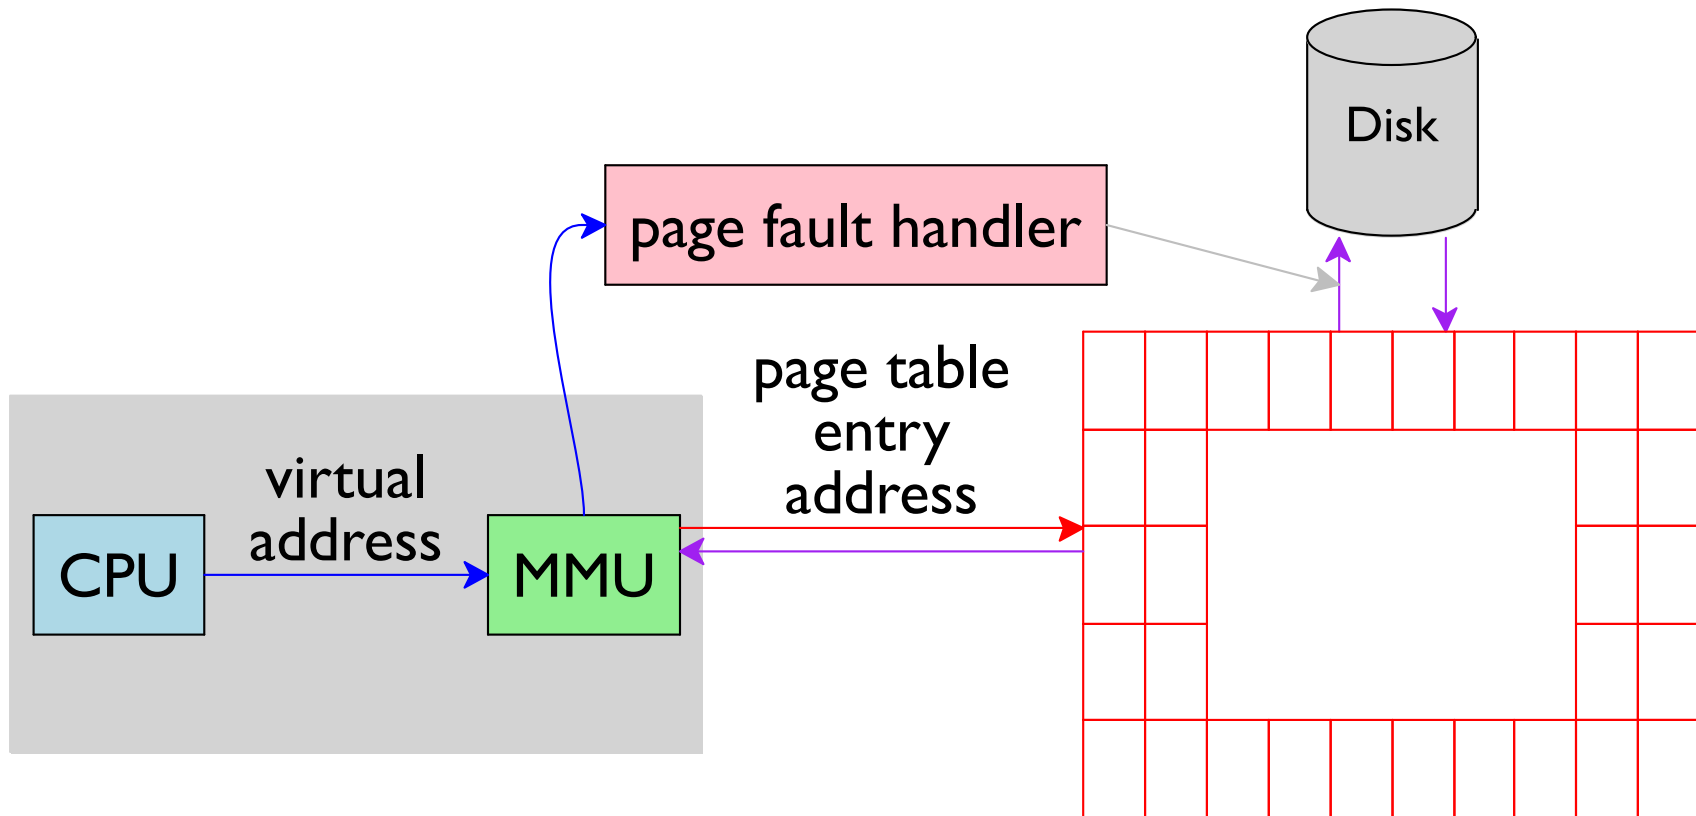 Disk
page fault handler
page table
entry
address
virtual
address
CPU
MMU